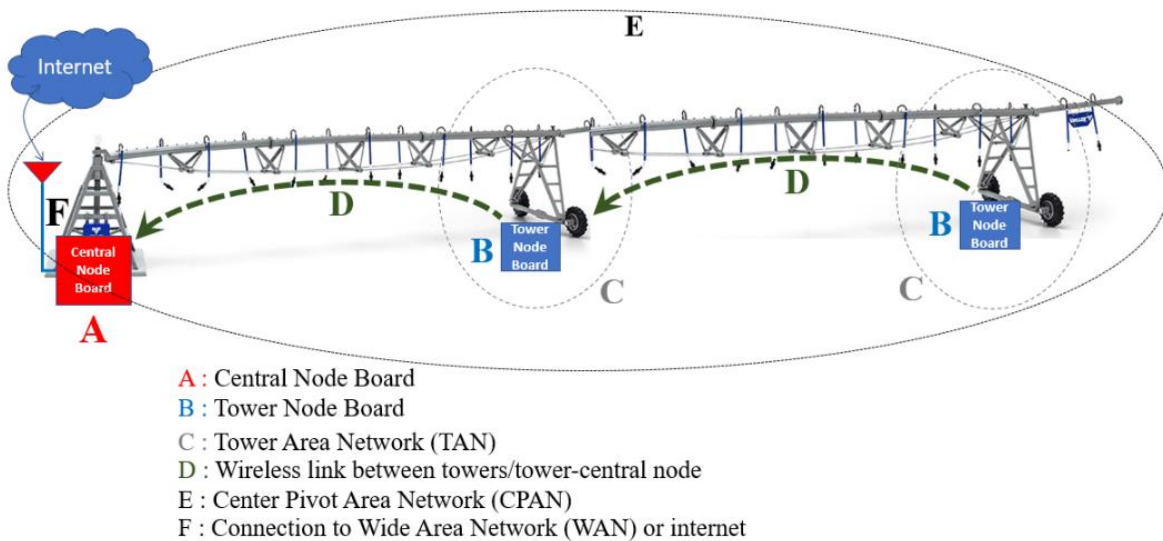 E
Internet
F
D
D
Central
Node
Board
B
Tower
Node
Board
B
Tower
Node
Board
C
C
A
A : Central Node Board
B : Tower Node Board
C : Tower Area Network (TAN)
D : Wireless link between towers/tower-central node
E : Center Pivot Area Network (CPAN)
F : Connection to Wide Area Network (WAN) or internet